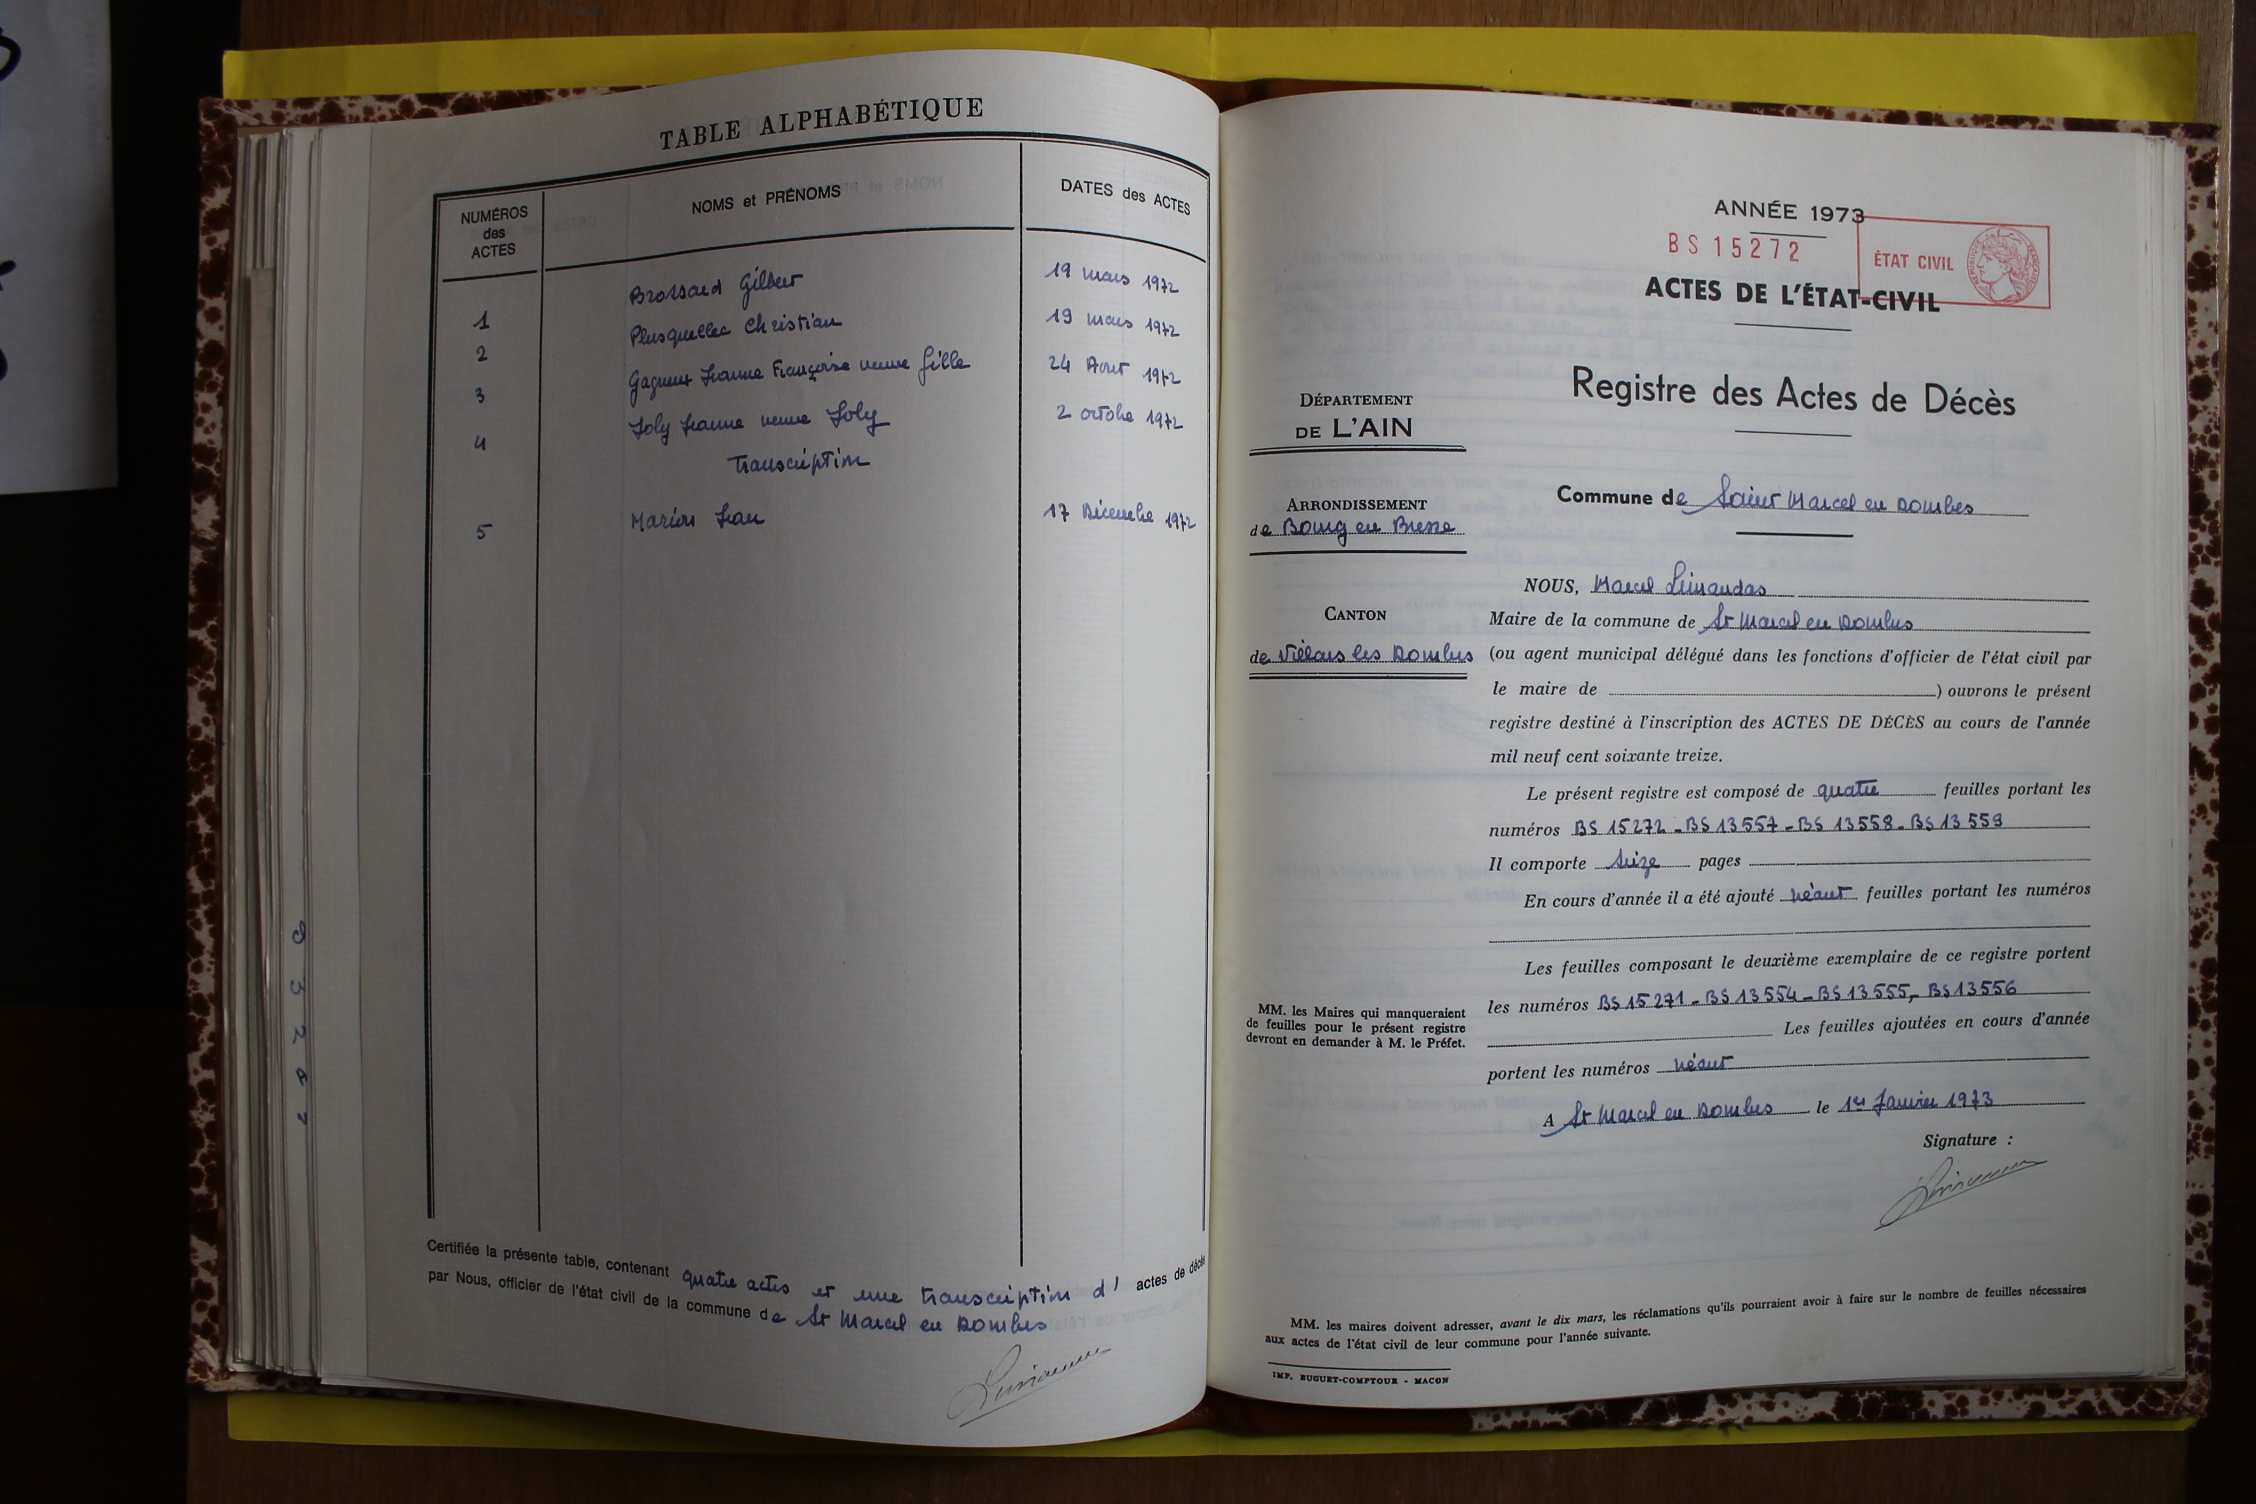 TABLE ALPHABÉTIQUE
NUMÉROS
des
ACTES
NOMS et PRÉNOMS
DATES des ACTES
1 Brossard Gilbert 19 mars 1972
2 Plusquellec Christian 19 mars 1972
3 Gagneux Jeanne Françoise veuve Gille 24 Aout 1972
4 Joly Jeanne veuve Joly 2 octobre 1972
Transcription
5 Marion Jean 17 Décembre 1972
Certifiée la présente table, contenant quatre actes et une transcription d' actes de décès
par Nous, officier de l'état civil de la commune de St Marcel en Dombes
ANNÉE 1973
BS 15272
ÉTAT CIVIL
ACTES DE L'ÉTAT-CIVIL
Registre des Actes de Décès
DÉPARTEMENT
DE L'AIN
ARRONDISSEMENT
de Bourg en Bresse
CANTON
de Villars les Dombes
MM. les Maires qui manqueraient
de feuilles pour le présent registre
devront en demander à M. le Préfet.
Commune de Saint Marcel en Dombes
NOUS, Marcel Limandas
Maire de la commune de St Marcel en Dombes
(ou agent municipal délégué dans les fonctions d'officier de l'état civil par
le maire de ) ouvrons le présent
registre destiné à l'inscription des ACTES DE DÉCÈS au cours de l'année
mil neuf cent soixante treize.
Le présent registre est composé de quatre feuilles portant les
numéros BS 15272 - BS 13557 - BS 13558 - BS 13559
Il comporte seize pages
En cours d'année il a été ajouté néant feuilles portant les numéros
Les feuilles composant le deuxième exemplaire de ce registre portent
les numéros BS 15271 - BS 13554 - BS 13555 - BS 13556
Les feuilles ajoutées en cours d'année
portent les numéros néant
A St Marcel en Dombes le 1er Janvier 1973
Signature :
MM. les maires doivent adresser, avant le dix mars, les réclamations qu'ils pourraient avoir à faire sur le nombre de feuilles nécessaires
aux actes de l'état civil de leur commune pour l'année suivante.
IMP. BUGUET-COMPTOUR - MACON